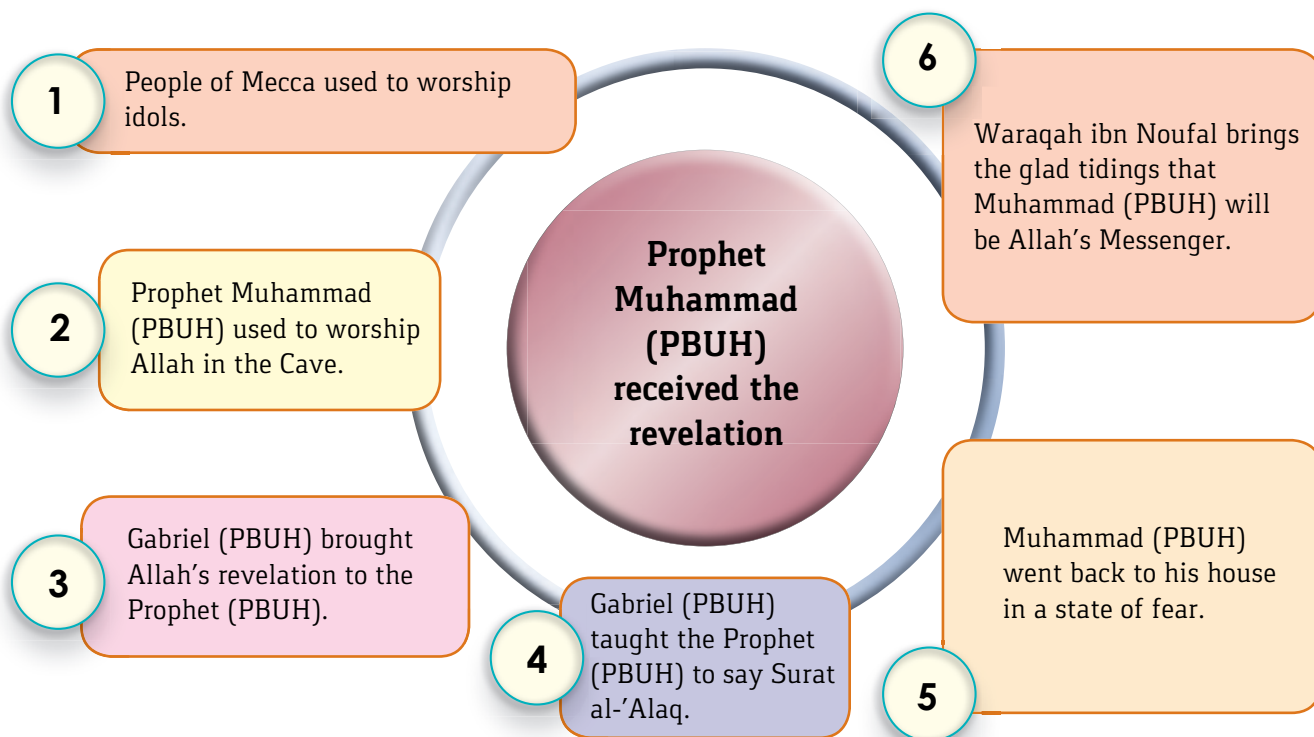 1
People of Mecca used to worship
idols.
2
Prophet Muhammad
(PBUH) used to worship
Allah in the Cave.
3
Gabriel (PBUH) brought
Allah’s revelation to the
Prophet (PBUH).
4
Gabriel (PBUH)
taught the Prophet
(PBUH) to say Surat
al-’Alaq.
5
Muhammad (PBUH)
went back to his house
in a state of fear.
6
Waraqah ibn Noufal brings
the glad tidings that
Muhammad (PBUH) will
be Allah’s Messenger.
Prophet
Muhammad
(PBUH)
received the
revelation